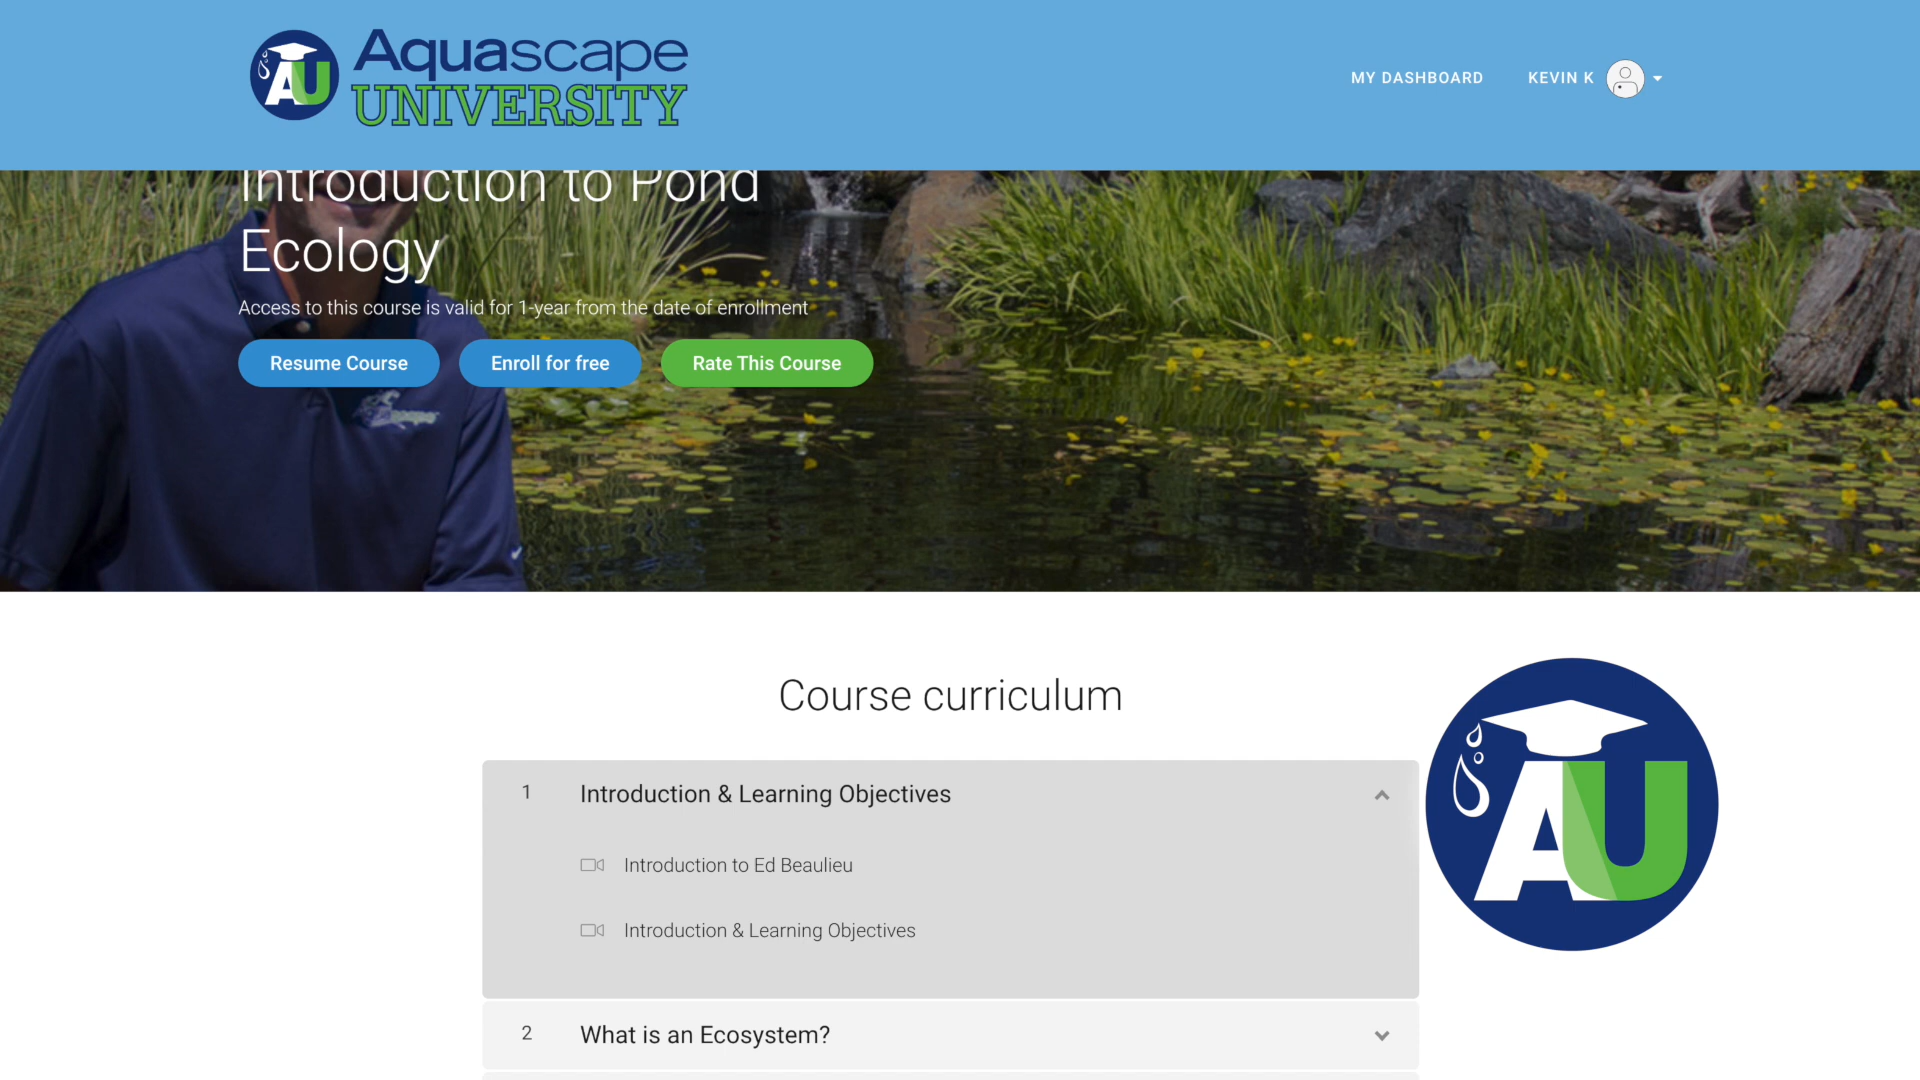 Aquascape
UNIVERSITY
AU
MY DASHBOARD
KEVIN K
Introduction to Pond
Ecology
Access to this course is valid for 1-year from the date of enrollment
Resume Course
Enroll for free
Rate This Course
Course curriculum
AU
1 Introduction & Learning Objectives
Introduction to Ed Beaulieu
Introduction & Learning Objectives
2 What is an Ecosystem?